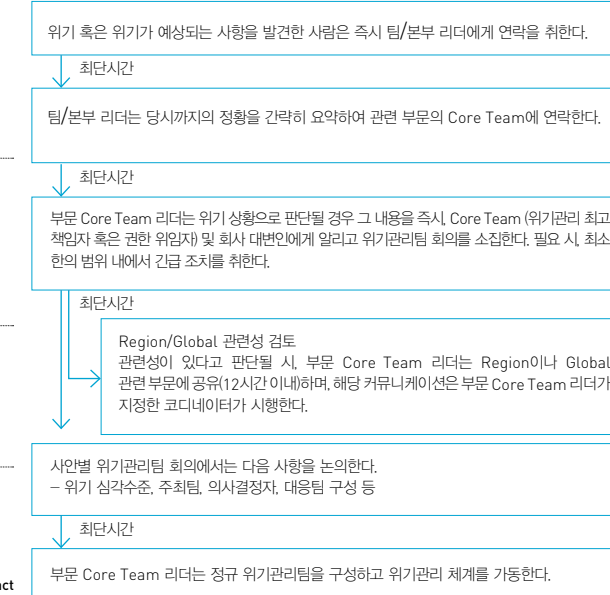 위기 혹은 위기가 예상되는 사항을 발견한 사람은 즉시 팀/본부 리더에게 연락을 취한다.
최단시간
팀/본부 리더는 당시까지의 정황을 간략히 요약하여 관련 부문의 Core Team에 연락한다.
최단시간
부문 Core Team 리더는 위기 상황으로 판단될 경우 그 내용을 즉시, Core Team (위기관리 최고
책임자 혹은 권한 위임자) 및 회사 대변인에게 알리고 위기관리팀 회의를 소집한다. 필요 시, 최소
한의 범위 내에서 긴급 조치를 취한다.
최단시간
Region/Global 관련성 검토
관련성이 있다고 판단될 시, 부문 Core Team 리더는 Region이나 Global
관련 부문에 공유(12시간 이내)하며, 해당 커뮤니케이션은 부문 Core Team 리더가
지정한 코디네이터가 시행한다.
사안별 위기관리팀 회의에서는 다음 사항을 논의한다.
– 위기 심각수준, 주최팀, 의사결정자, 대응팀 구성 등
최단시간
부문 Core Team 리더는 정규 위기관리팀을 구성하고 위기관리 체계를 가동한다.